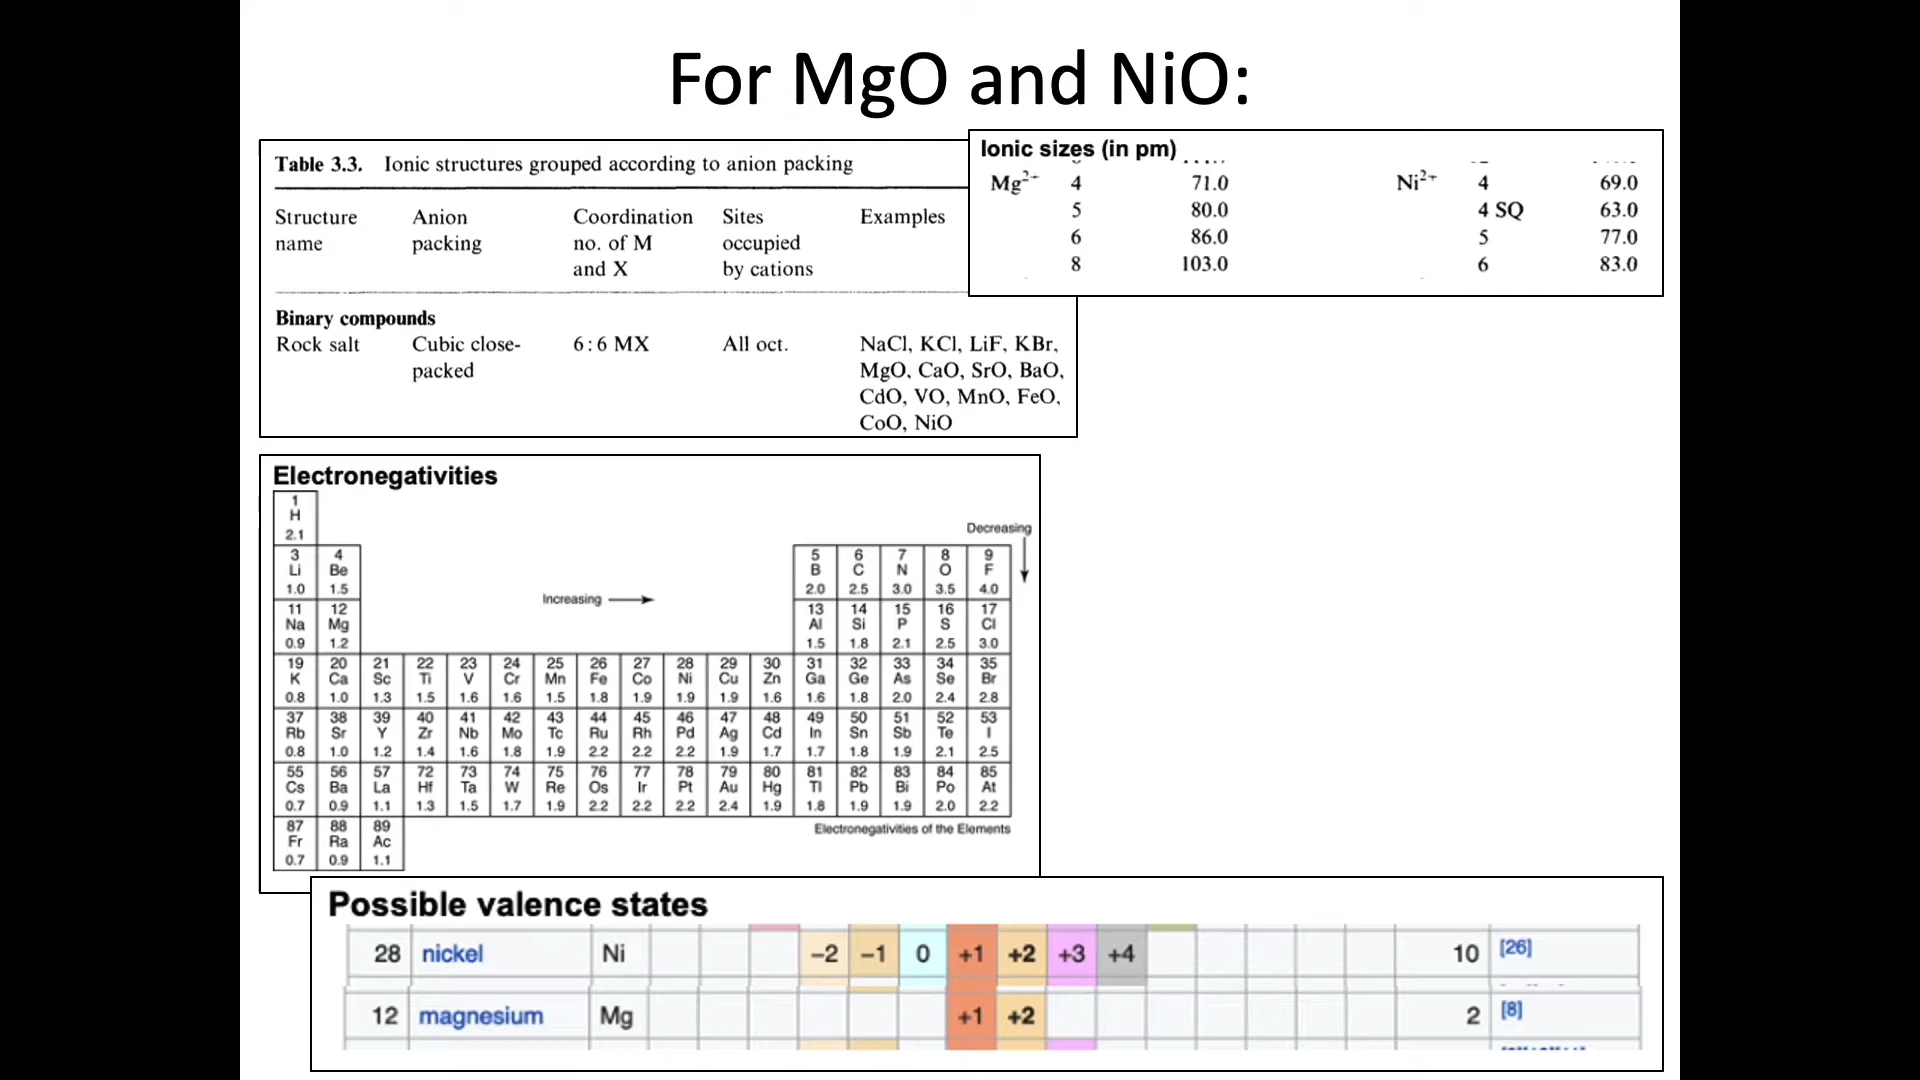 For MgO and NiO:
Table 3.3. Ionic structures grouped according to anion packing
Structure name Anion packing Coordination no. of M and X Sites occupied by cations Examples
Binary compounds
Rock salt Cubic close-packed 6:6 MX All oct. NaCl, KCl, LiF, KBr,
MgO, CaO, SrO, BaO,
CdO, VO, MnO, FeO,
CoO, NiO
Ionic sizes (in pm)
Mg2+ 4 71.0 Ni2+ 4 69.0
5 80.0 4 SQ 63.0
6 86.0 5 77.0
8 103.0 6 83.0
Electronegativities
1
H
2.1
Decreasing
3 4 5 6 7 8 9
Li Be B C N O F
1.0 1.5 2.0 2.5 3.0 3.5 4.0
Increasing
11 12 13 14 15 16 17
Na Mg Al Si P S Cl
0.9 1.2 1.5 1.8 2.1 2.5 3.0
19 20 21 22 23 24 25 26 27 28 29 30 31 32 33 34 35
K Ca Sc Ti V Cr Mn Fe Co Ni Cu Zn Ga Ge As Se Br
0.8 1.0 1.3 1.5 1.6 1.6 1.5 1.8 1.9 1.9 1.9 1.6 1.6 1.8 2.0 2.4 2.8
37 38 39 40 41 42 43 44 45 46 47 48 49 50 51 52 53
Rb Sr Y Zr Nb Mo Tc Ru Rh Pd Ag Cd In Sn Sb Te I
0.8 1.0 1.2 1.4 1.6 1.8 1.9 2.2 2.2 2.2 1.9 1.7 1.7 1.8 1.9 2.1 2.5
55 56 57 72 73 74 75 76 77 78 79 80 81 82 83 84 85
Cs Ba La Hf Ta W Re Os Ir Pt Au Hg Tl Pb Bi Po At
0.7 0.9 1.1 1.3 1.5 1.7 1.9 2.2 2.2 2.2 2.4 1.9 1.8 1.9 1.9 2.0 2.2
87 88 89
Fr Ra Ac
0.7 0.9 1.1
Electronegativities of the Elements
Possible valence states
28 nickel Ni −2 −1 0 +1 +2 +3 +4 10 [26]
12 magnesium Mg +1 +2 2 [8]